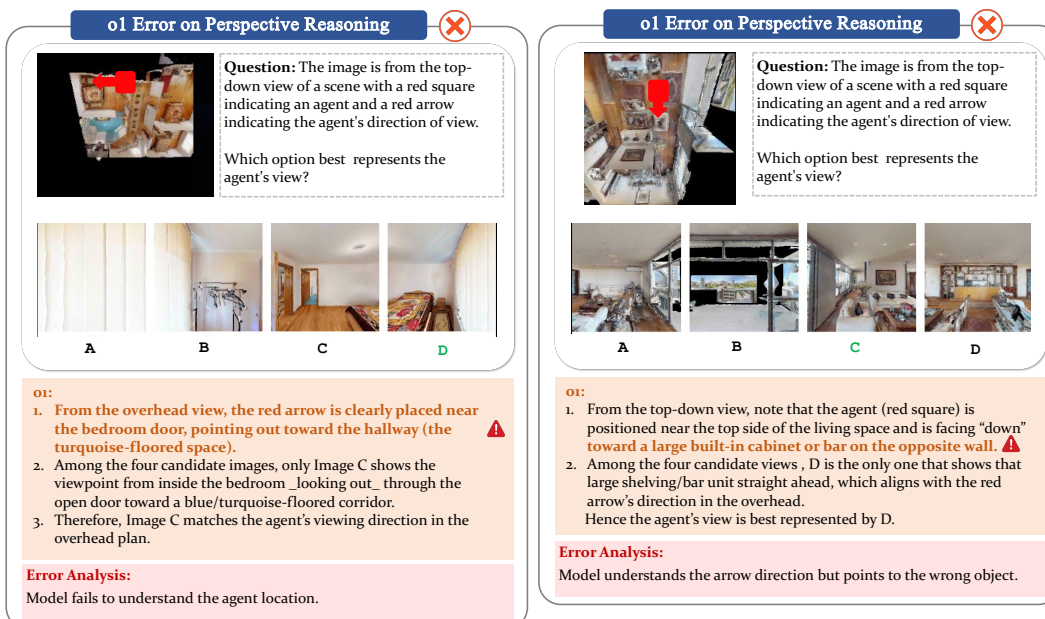 o1 Error on Perspective Reasoning
Question: The image is from the top-
down view of a scene with a red square
indicating an agent and a red arrow
indicating the agent's direction of view.
Which option best represents the
agent's view?
A
B
C
D
o1:
1. From the overhead view, the red arrow is clearly placed near
the bedroom door, pointing out toward the hallway (the
turquoise-floored space).
2. Among the four candidate images, only Image C shows the
viewpoint from inside the bedroom _looking out_ through the
open door toward a blue/turquoise-floored corridor.
3. Therefore, Image C matches the agent's viewing direction in the
overhead plan.
Error Analysis:
Model fails to understand the agent location.
o1 Error on Perspective Reasoning
Question: The image is from the top-
down view of a scene with a red square
indicating an agent and a red arrow
indicating the agent's direction of view.
Which option best represents the
agent's view?
A
B
C
D
o1:
1. From the top-down view, note that the agent (red square) is
positioned near the top side of the living space and is facing “down”
toward a large built-in cabinet or bar on the opposite wall.
2. Among the four candidate views , D is the only one that shows that
large shelving/bar unit straight ahead, which aligns with the red
arrow's direction in the overhead.
Hence the agent's view is best represented by D.
Error Analysis:
Model understands the arrow direction but points to the wrong object.